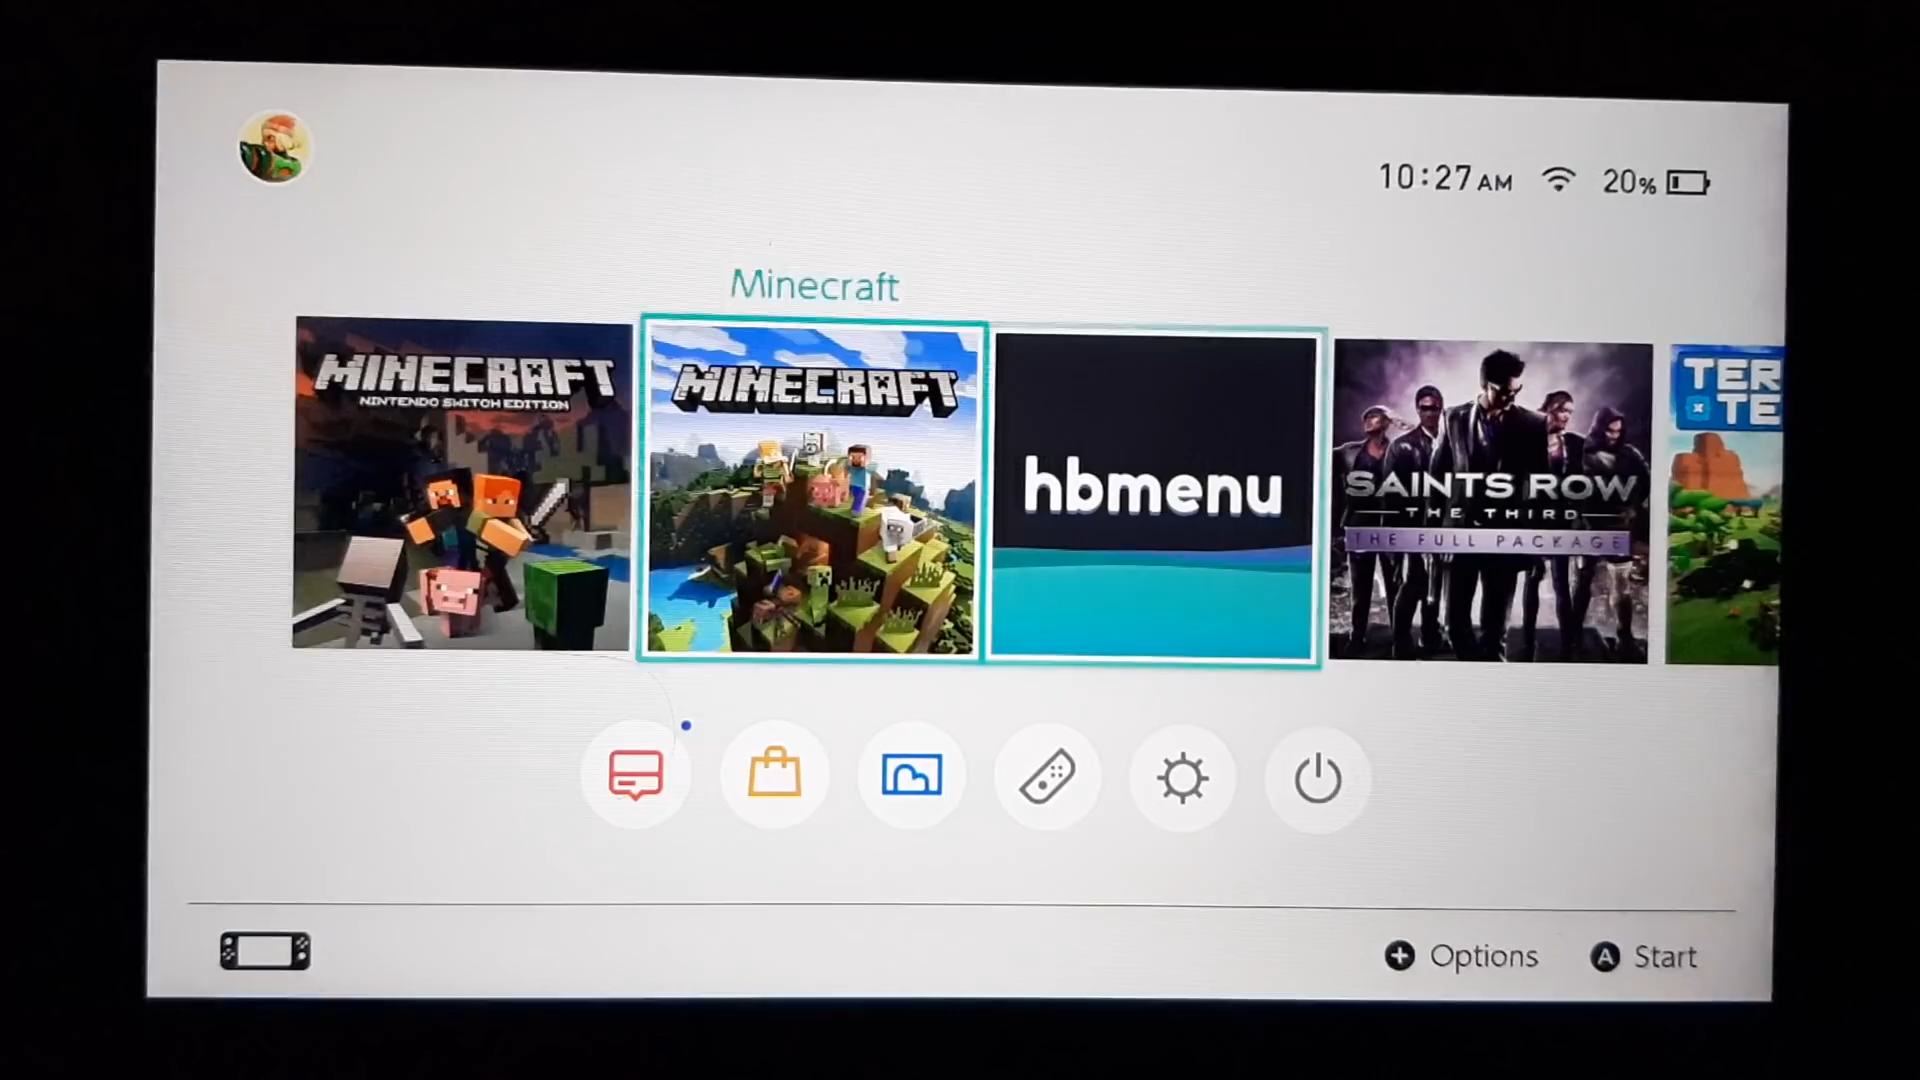 10:27 AM 20%
Minecraft
MINECRAFT
NINTENDO SWITCH EDITION
MINECRAFT
hbmenu
SAINTS ROW
THE THIRD
THE FULL PACKAGE
TER
TE
Options
A Start